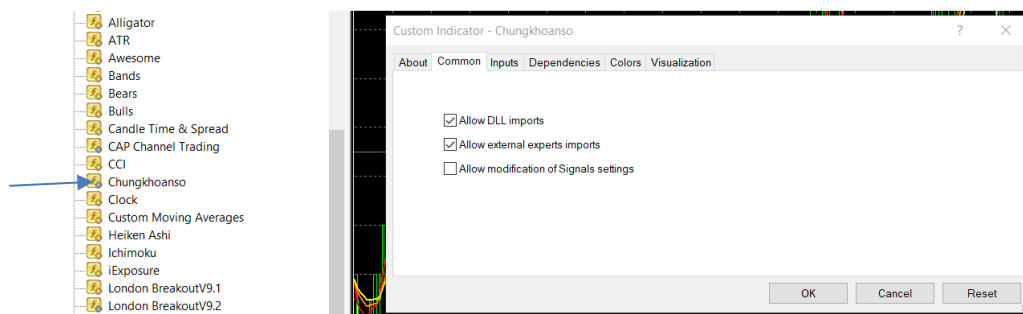 Alligator
ATR
Awesome
Bands
Bears
Bulls
Candle Time & Spread
CAP Channel Trading
CCI
Chungkhoanso
Clock
Custom Moving Averages
Heiken Ashi
Ichimoku
iExposure
London BreakoutV9.1
London BreakoutV9.2
Custom Indicator - Chungkhoanso
About Common Inputs Dependencies Colors Visualization
Allow DLL imports
Allow external experts imports
Allow modification of Signals settings
OK Cancel Reset